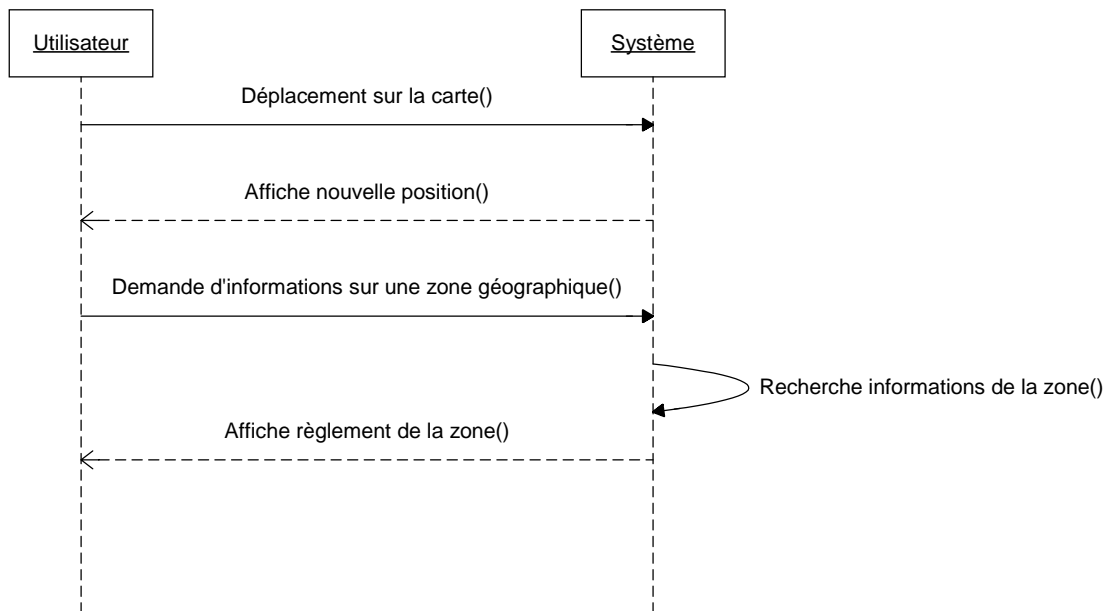 Utilisateur
Système
Déplacement sur la carte()
Affiche nouvelle position()
Demande d'informations sur une zone géographique()
Recherche informations de la zone()
Affiche règlement de la zone()